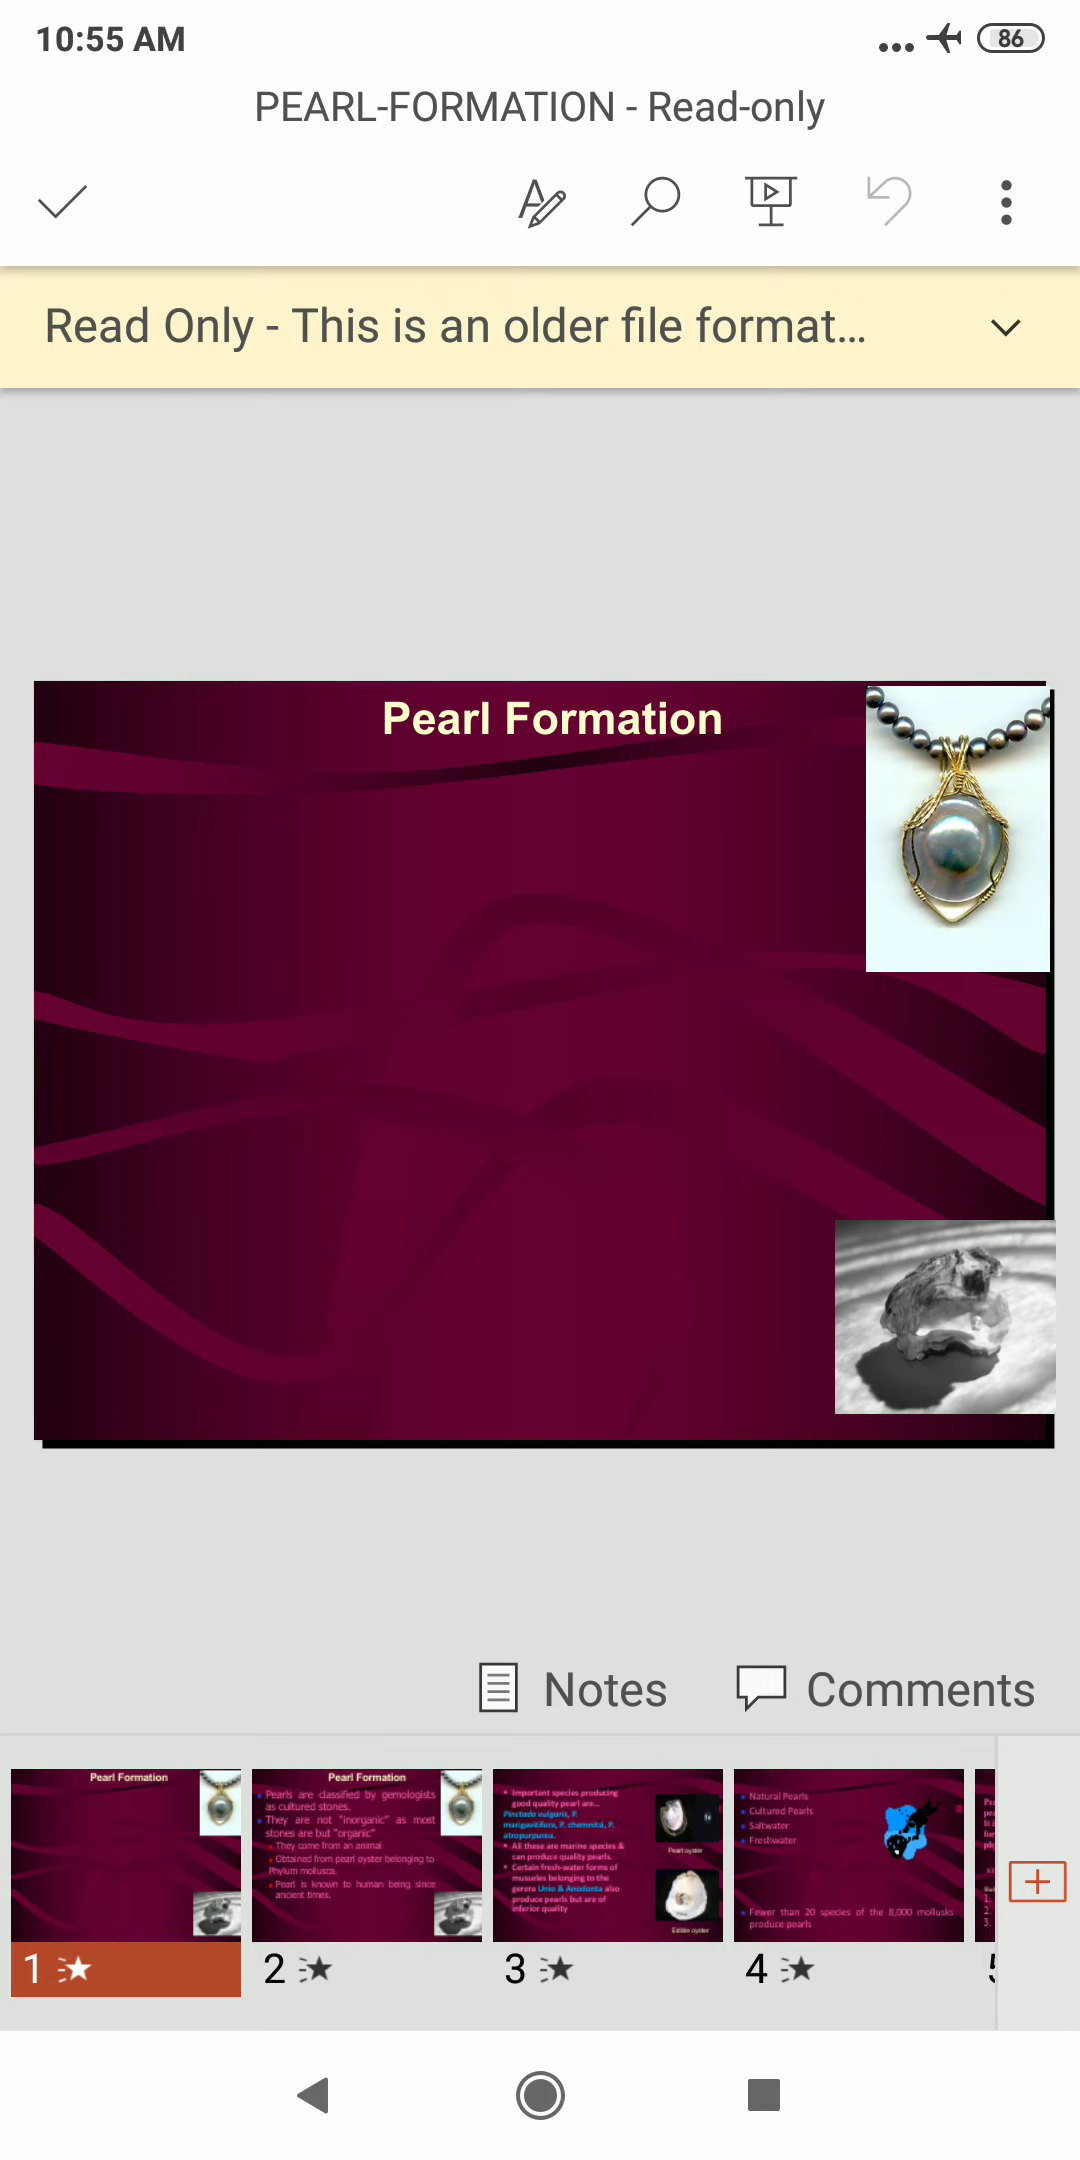 10:55 AM
86
PEARL-FORMATION - Read-only
Read Only - This is an older file format...
Pearl Formation
Notes
Comments
Pearl Formation
Pearls are classified by gemologists
as cultured stones.
They are not "inorganic" as most
stones are but "organic"
They come from an animal
Obtained from pearl oyster belonging to
Phylum mollusca.
Pearl is known to human being since
ancient times.
1
2
Pearl Formation
Important species producing
good quality pearl are...
Pinctada vulgaris, P.
P. chemnitzi, P.
atropurpurea.
All these are marine species &
can produce quality pearls.
Certain fresh-water forms of
musseles belonging to the
genera Unio & Anodonta also
produce pearls but are of
inferior quality
Pearl oyster
Edible oyster
3
Natural Pearls
Cultured Pearls
Saltwater
Freshwater
Fewer than 20 species of the 8,000 mollusks
produce pearls
4
1.
2.
3.